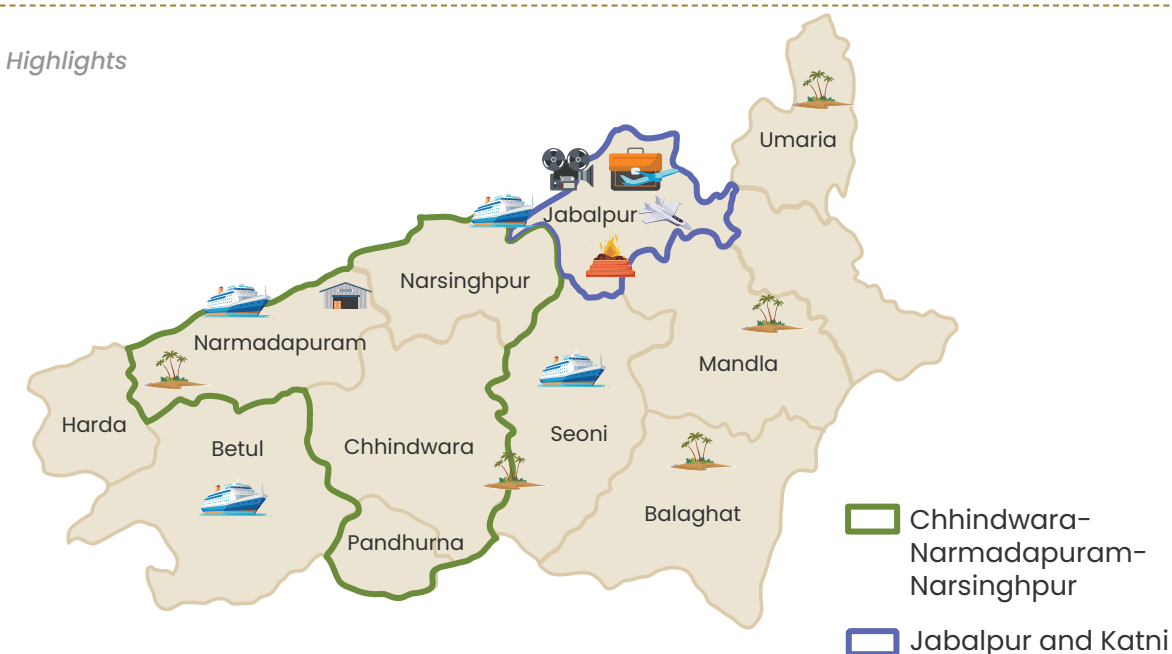 Highlights
Umaria
Jabalpur
Narsinghpur
Narmadapuram
Mandla
Harda
Betul
Chhindwara
Seoni
Balaghat
Pandhurna
Chhindwara-
Narmadapuram-
Narsinghpur
Jabalpur and Katni